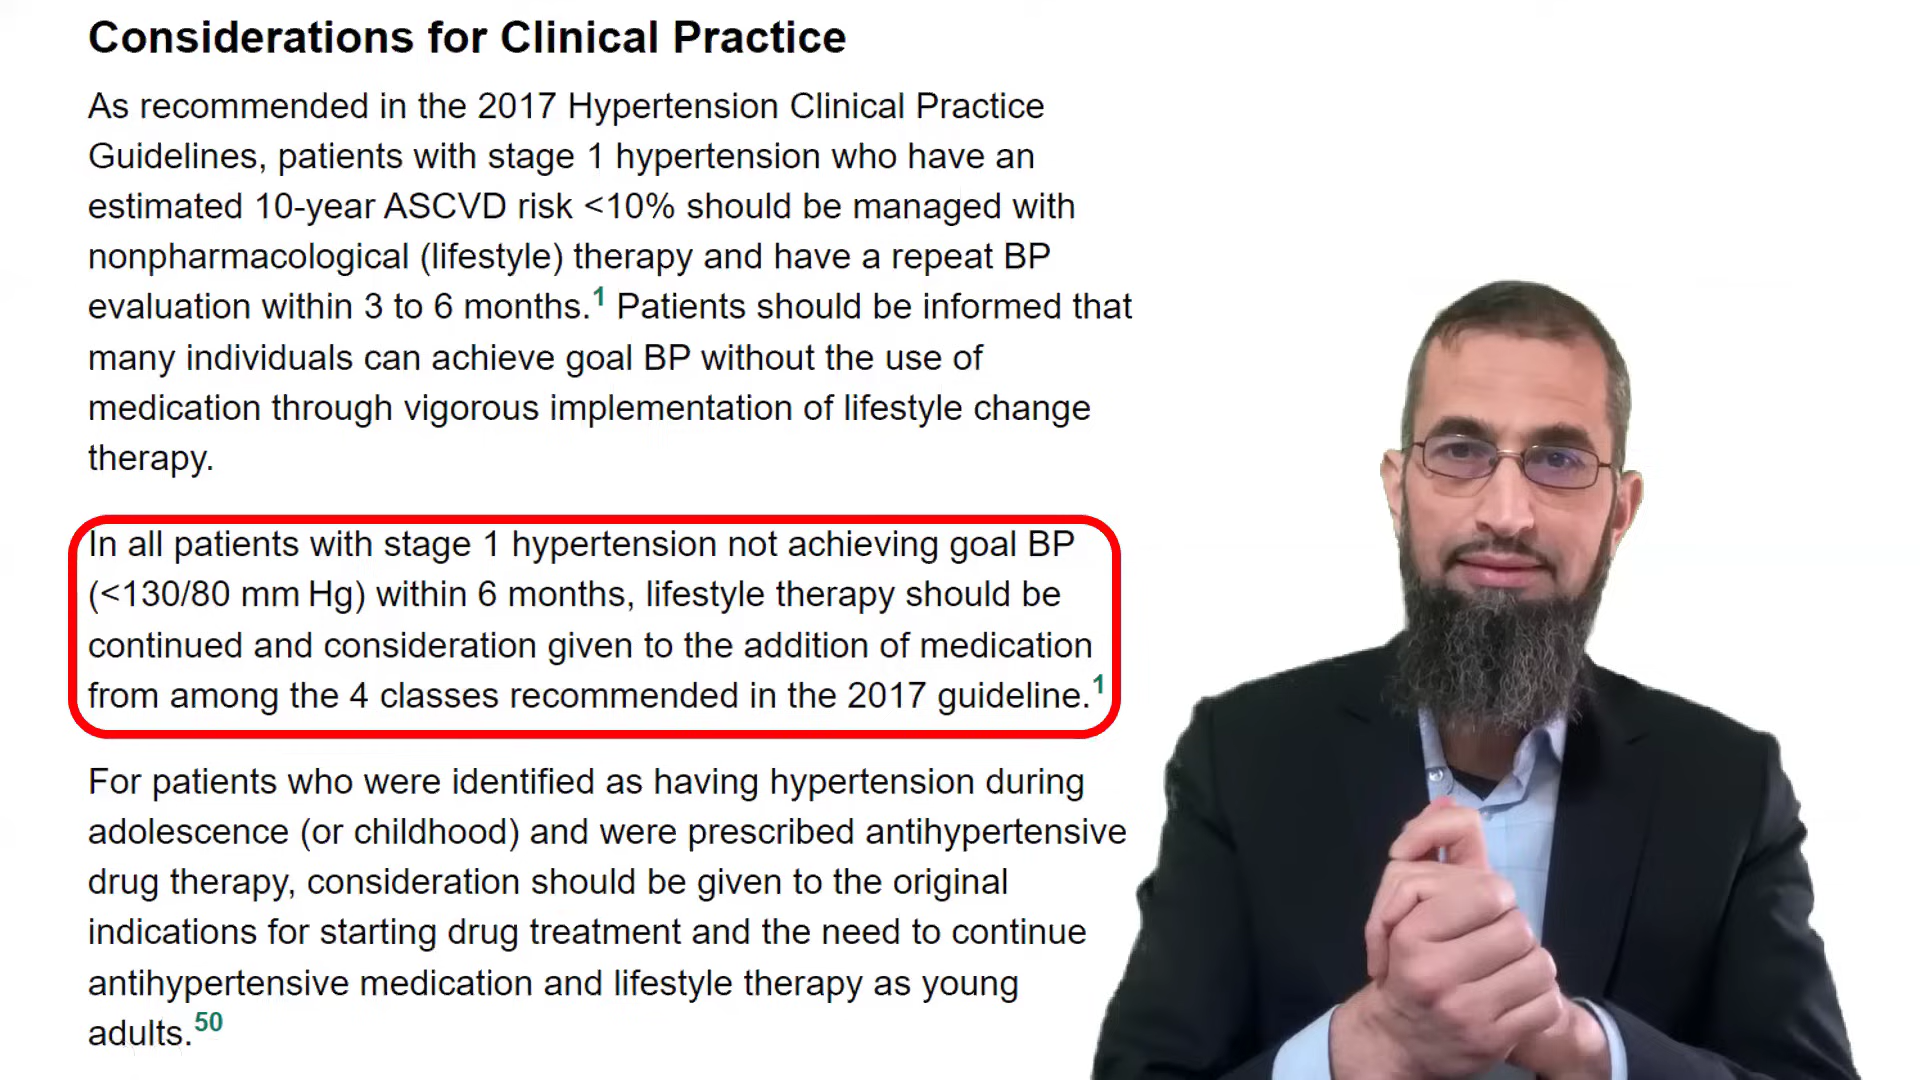 Considerations for Clinical Practice
As recommended in the 2017 Hypertension Clinical Practice
Guidelines, patients with stage 1 hypertension who have an
estimated 10-year ASCVD risk <10% should be managed with
nonpharmacological (lifestyle) therapy and have a repeat BP
evaluation within 3 to 6 months.1 Patients should be informed that
many individuals can achieve goal BP without the use of
medication through vigorous implementation of lifestyle change
therapy.
In all patients with stage 1 hypertension not achieving goal BP
(<130/80 mm Hg) within 6 months, lifestyle therapy should be
continued and consideration given to the addition of medication
from among the 4 classes recommended in the 2017 guideline.1
For patients who were identified as having hypertension during
adolescence (or childhood) and were prescribed antihypertensive
drug therapy, consideration should be given to the original
indications for starting drug treatment and the need to continue
antihypertensive medication and lifestyle therapy as young
adults.50